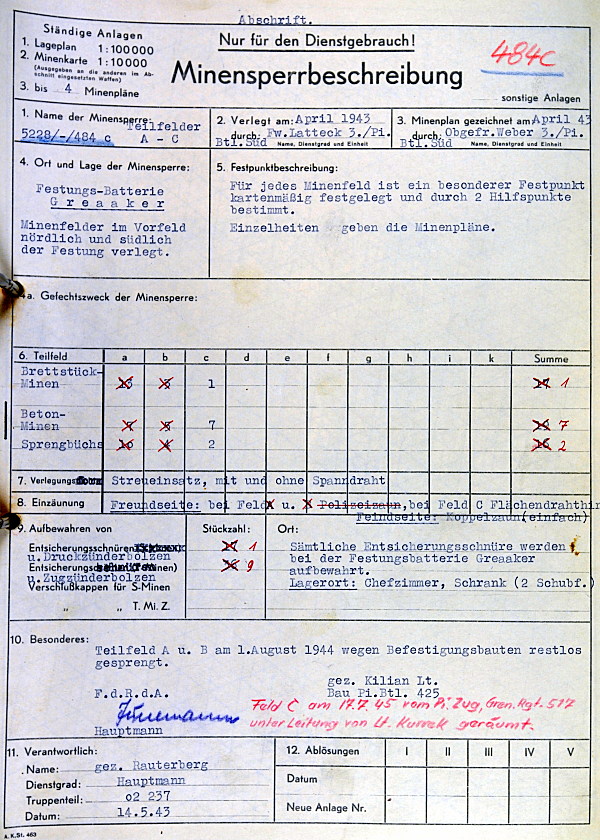 Abschrift.
Ständige Anlagen
1. Lageplan 1:100000
2. Minenkarte 1:10000
(Ausgegeben an die anderen im Ab-
schnitt eingesetzten Waffen)
3. bis 4 Minenpläne
Nur für den Dienstgebrauch!
Minensperrbeschreibung
484C
sonstige Anlagen
1. Name der Minensperre:
Teilfelder
5228/-/484 c A - C
2. Verlegt am: April 1943
durch: Fw.Latteck 3./Pi.
Btl.Süd Name, Dienstgrad und Einheit
3. Minenplan gezeichnet am April 43
durch: Obgefr.Weber 3./Pi.
Btl.Süd Name, Dienstgrad und Einheit
4. Ort und Lage der Minensperre:
Festungs-Batterie
Greaaker
Minenfelder im Vorfeld
nördlich und südlich
der Festung verlegt.
5. Festpunktbeschreibung:
Für jedes Minenfeld ist ein besonderer Festpunkt
kartenmäßig festgelegt und durch 2 Hilfspunkte
bestimmt.
Einzelheiten geben die Minenpläne.
4a. Gefechtszweck der Minensperre:
6. Teilfeld a b c d e f g h i k Summe
Brettstück-
Minen 1 1
Beton-
Minen 7 7
Sprengbüchs 2 2
7. Verlegungs Streueinsatz, mit und ohne Spanndraht
8. Einzäunung Freundseite: bei Feld u. Polizeizaun, bei Feld C Flächendrahthin
Feindseite: Koppelzaun(einfach)
9. Aufbewahren von Stückzahl: Ort:
Entsicherungsschnüren 1
u.Druckzünderbolzen
Entsicherungs 9
u.Zugzünderbolzen
Verschlußkappen für S-Minen
„ „ T. Mi. Z.
Sämtliche Entsicherungsschnüre werden
bei der Festungsbatterie Greaaker
aufbewahrt.
Lagerort: Chefzimmer, Schrank (2 Schubf.)
10. Besonderes:
Teilfeld A u. B am 1.August 1944 wegen Befestigungsbauten restlos
gesprengt.
gez. Kilian Lt.
Bau Pi.Btl. 425
F.d.R.d.A.
Hauptmann
Feld C am 17.7.45 vom Pi. Zug, Gren. Rgt. 517
unter Leitung von Lt. geräumt.
11. Verantwortlich:
Name: gez. Rauterberg
Dienstgrad: Hauptmann
Truppenteil: 02 237
Datum: 14.5.43
12. Ablösungen I II III IV V
Datum
Neue Anlage Nr.
A.K.St. 463